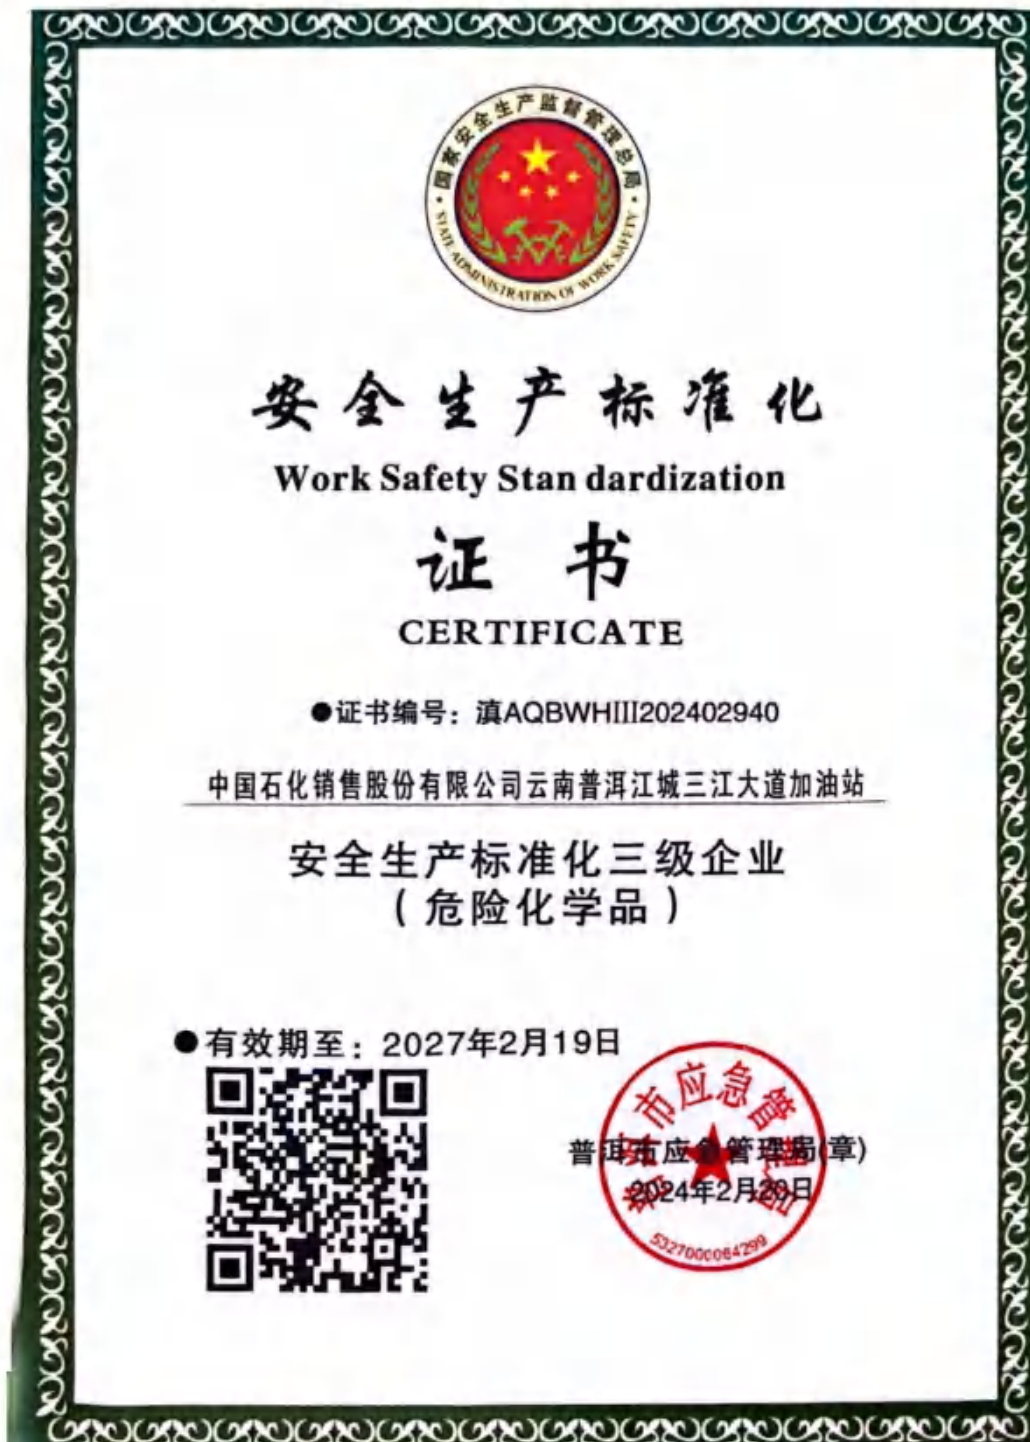 国家安全生产监督管理总局
STATE ADMINISTRATION OF WORK SAFETY
安全生产标准化
Work Safety Stan dardization
证书
CERTIFICATE
●证书编号：滇AQBWHIII202402940
中国石化销售股份有限公司云南普洱江城三江大道加油站
安全生产标准化三级企业
（危险化学品）
●有效期至：2027年2月19日
普洱市应急管理局
普洱市应急管理局(章)
2024年2月20日
5327000064299